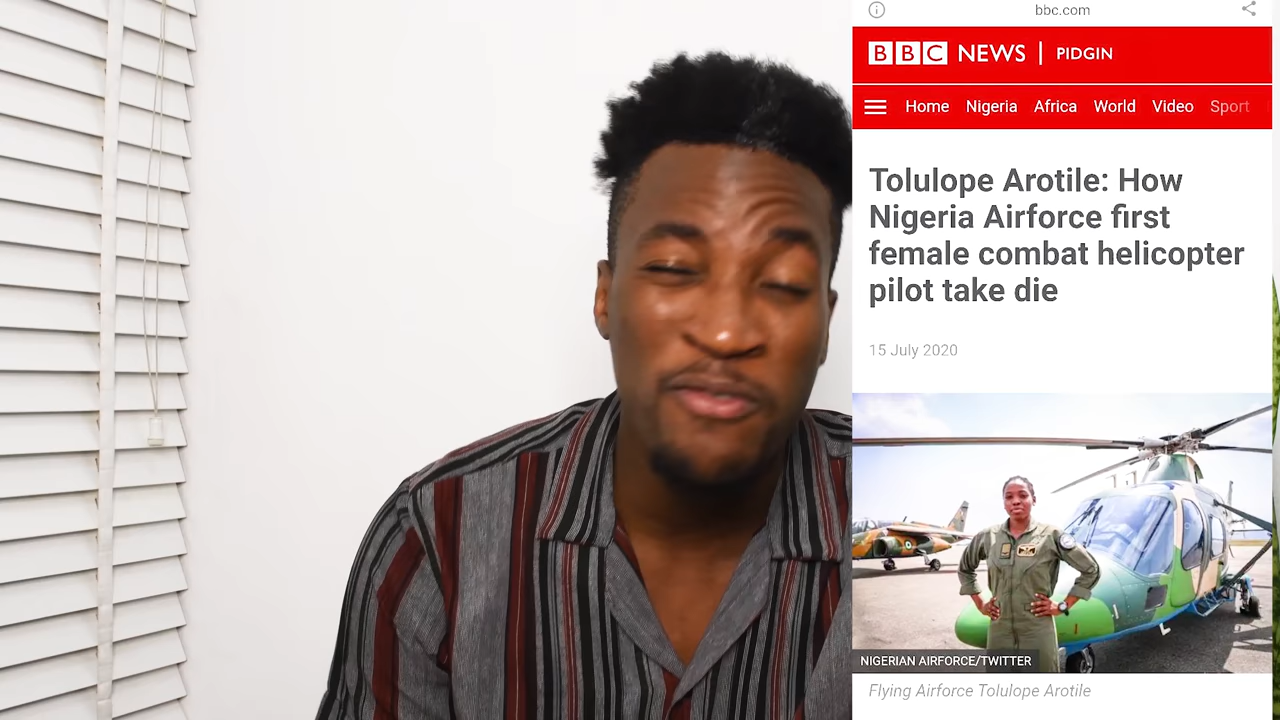 bbc.com
BBC NEWS | PIDGIN
Home Nigeria Africa World Video Sport
Tolulope Arotile: How
Nigeria Airforce first
female combat helicopter
pilot take die
15 July 2020
NIGERIAN AIRFORCE/TWITTER
Flying Airforce Tolulope Arotile